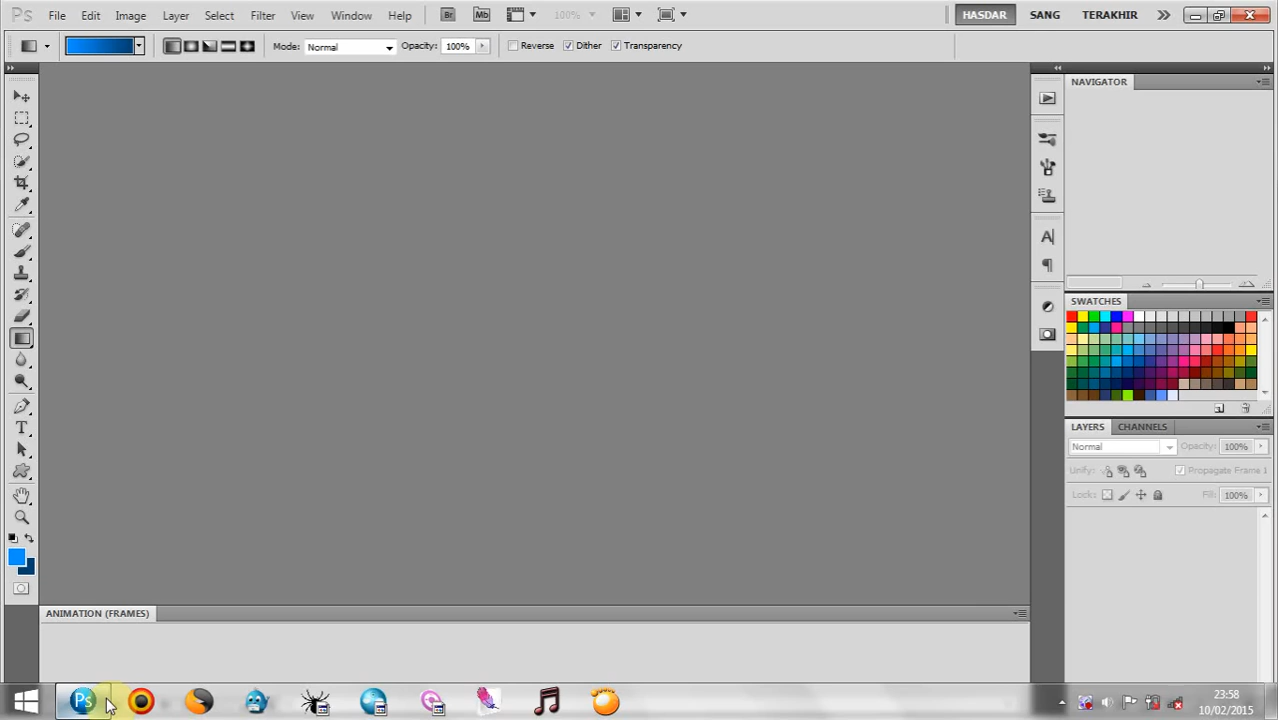 Ps File Edit Image Layer Select Filter View Window Help Br Mb 100% HASDAR SANG TERAKHIR
Mode: Normal Opacity: 100% Reverse Dither Transparency
NAVIGATOR
SWATCHES
LAYERS CHANNELS
Normal Opacity: 100%
Unify: Propagate Frame 1
Lock: Fill: 100%
ANIMATION (FRAMES)
Ps
23:58
10/02/2015